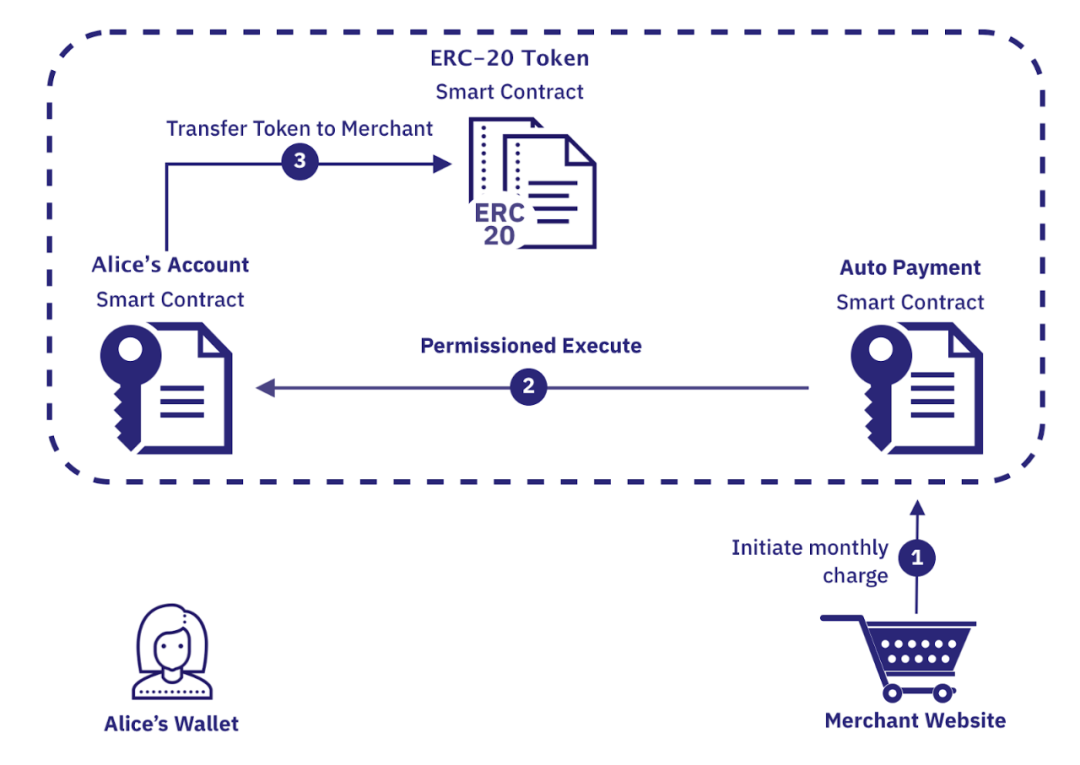 ERC-20 Token
Smart Contract
Transfer Token to Merchant
3
ERC
20
Alice's Account
Smart Contract
Auto Payment
Smart Contract
Permissioned Execute
2
Initiate monthly
charge
1
Alice's Wallet
Merchant Website